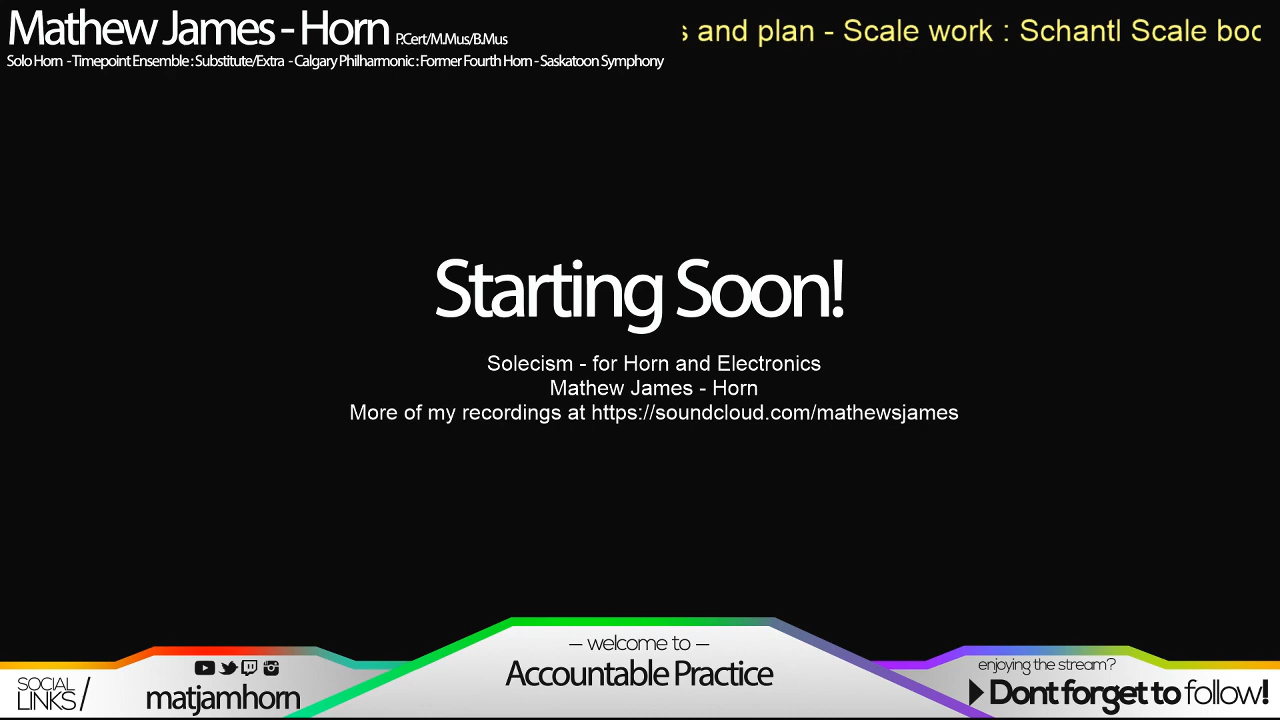 Mathew James - Horn P.Cert/M.Mus/B.Mus
Solo Horn - Timepoint Ensemble : Substitute/Extra - Calgary Philharmonic : Former Fourth Horn - Saskatoon Symphony
and plan - Scale work : Schantl Scale
Starting Soon!
Solecism - for Horn and Electronics
Mathew James - Horn
More of my recordings at https://soundcloud.com/mathewsjames
SOCIAL LINKS /
matjamhorn
– welcome to –
Accountable Practice
enjoying the stream?
Dont forget to follow!